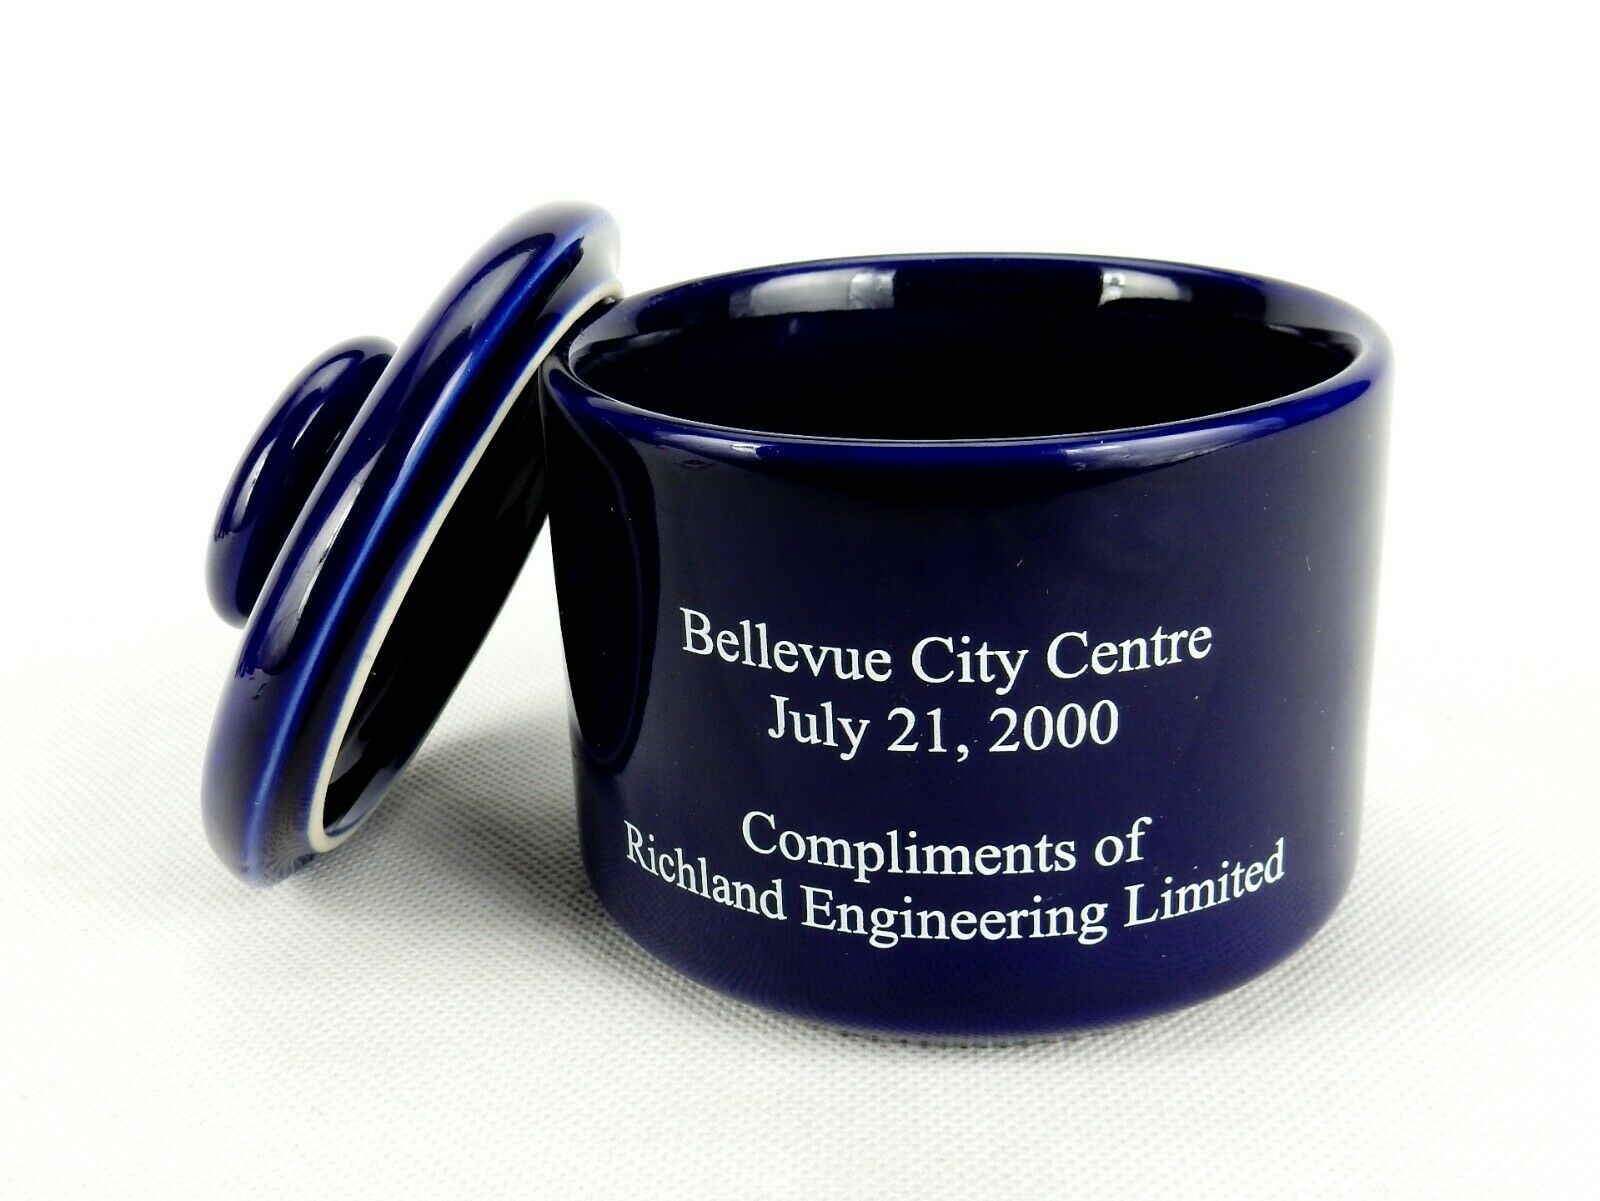 Bellevue City Centre
July 21, 2000
Compliments of
Richland Engineering Limited